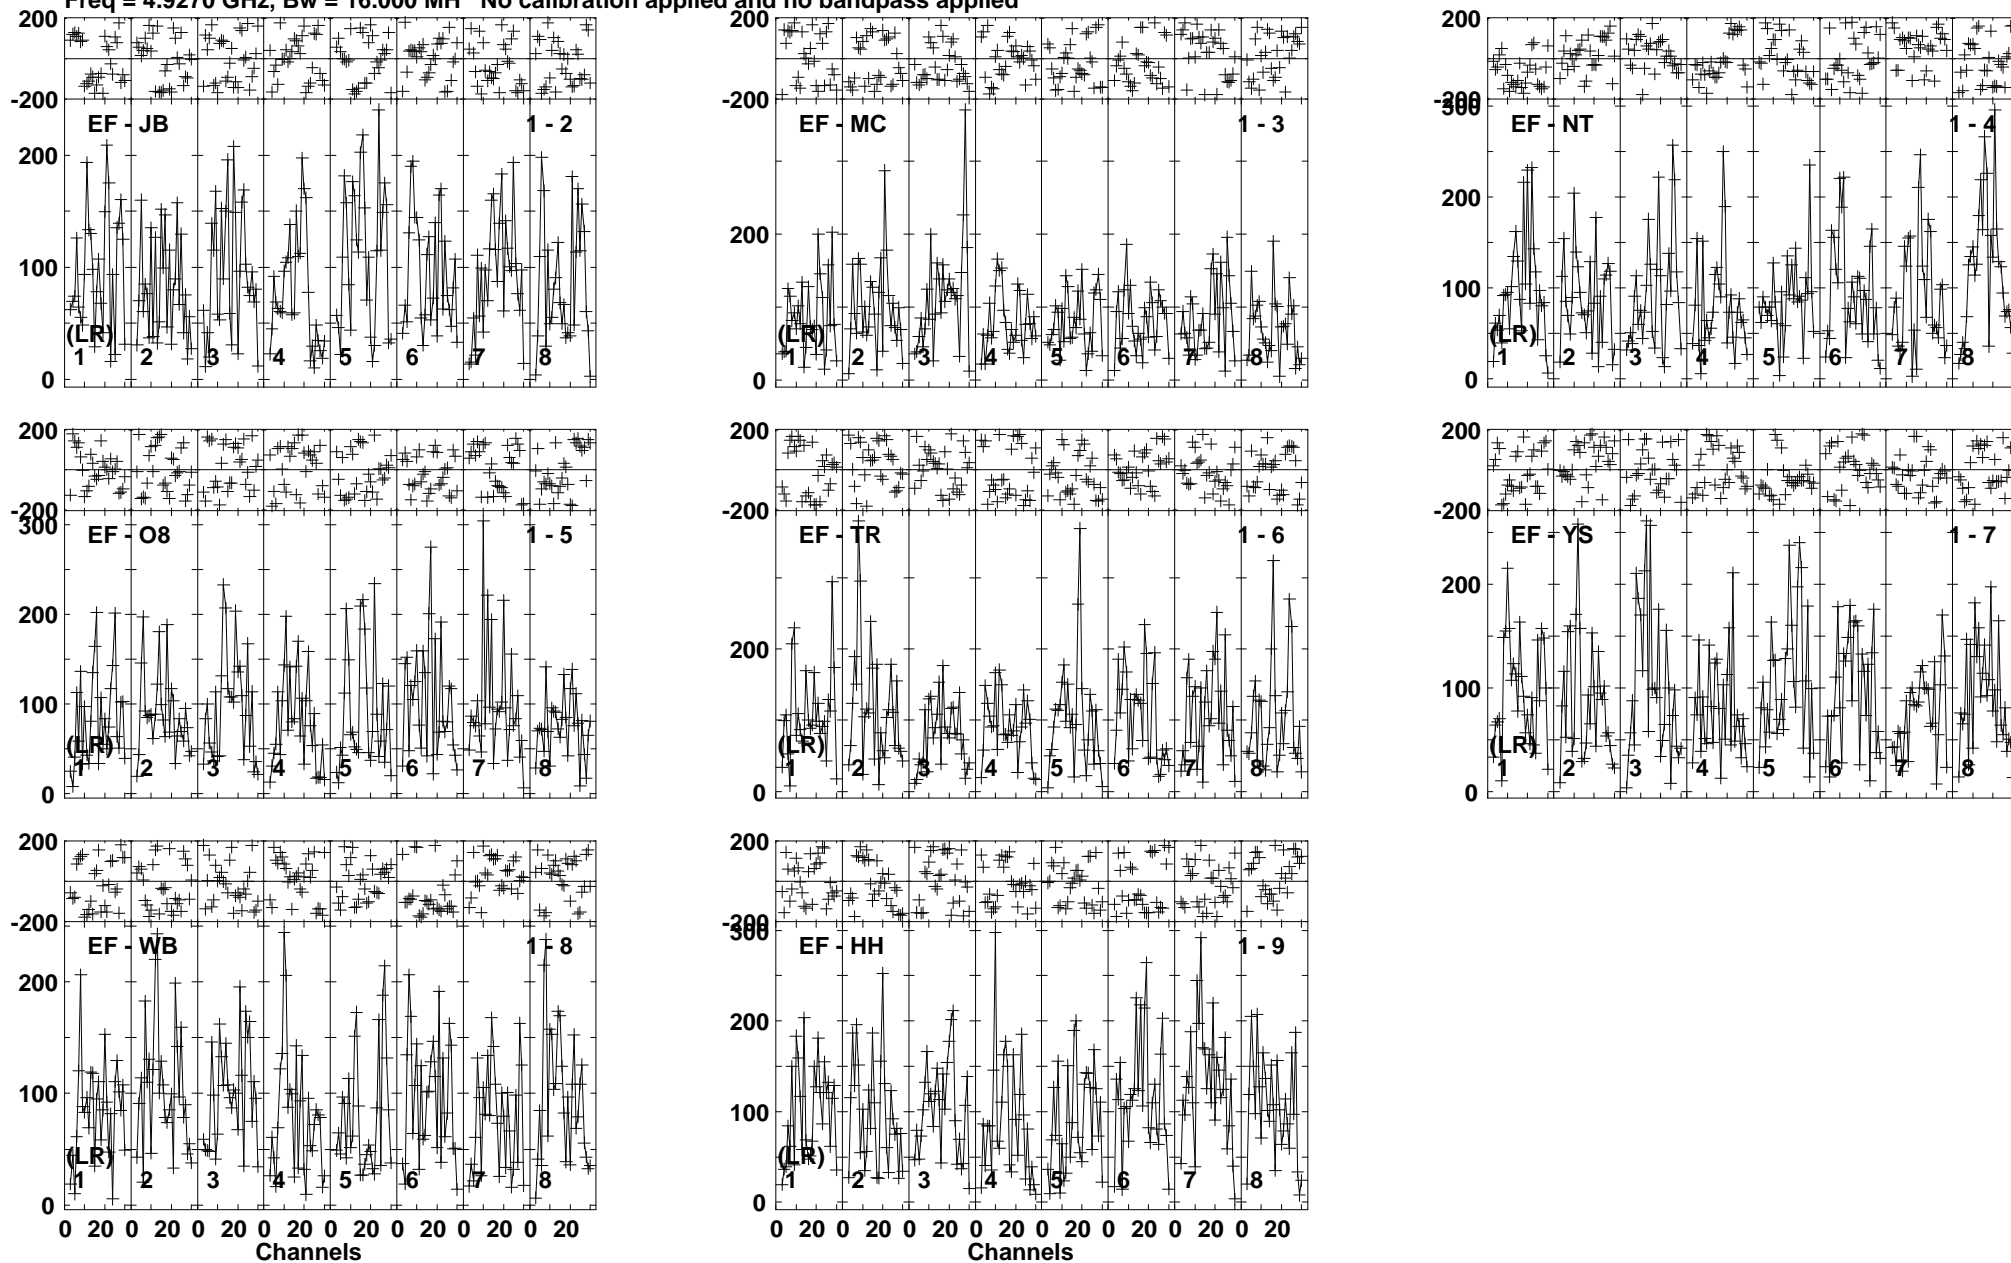 Freq = 4.9270 GHz, Bw = 16.000 MH No calibration applied and no bandpass applied
200
-200
EF - JB
1 - 2
200
100
0
(LR)
1 2 3 4 5 6 7 8
200
-200
EF - MC
1 - 3
200
0
(LR)
1 2 3 4 5 6 7 8
200
-200
300
EF - NT
1 - 4
200
100
0
(LR)
1 2 3 4 5 6 7 8
200
-200
300
EF - O8
1 - 5
200
100
0
(LR)
1 2 3 4 5 6 7 8
200
-200
EF - TR
1 - 6
200
0
(LR)
1 2 3 4 5 6 7 8
200
-200
EF - YS
1 - 7
200
100
0
(LR)
1 2 3 4 5 6 7 8
200
-200
EF - WB
1 - 8
200
100
0
(LR)
1 2 3 4 5 6 7 8
0 20 0 20 0 20 0 20 0 20 0 20 0 20 0 20
Channels
200
-200
300
EF - HH
1 - 9
200
100
0
(LR)
1 2 3 4 5 6 7 8
0 20 0 20 0 20 0 20 0 20 0 20 0 20 0 20
Channels